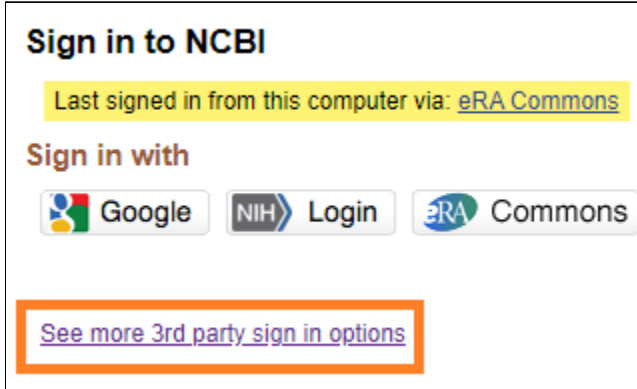 Sign in to NCBI
Last signed in from this computer via: eRA Commons
Sign in with
Google NIH Login eRA Commons
See more 3rd party sign in options